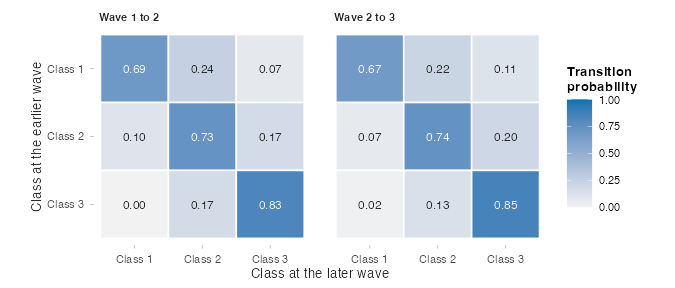 Wave 1 to 2
Wave 2 to 3
Class at the earlier wave
Class 1
0.69 0.24 0.07
0.67 0.22 0.11
Class 2
0.10 0.73 0.17
0.07 0.74 0.20
Class 3
0.00 0.17 0.83
0.02 0.13 0.85
Class 1 Class 2 Class 3
Class 1 Class 2 Class 3
Class at the later wave
Transition
probability
1.00
0.75
0.50
0.25
0.00